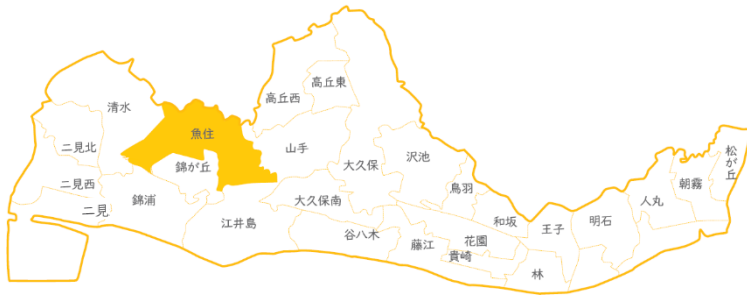 高丘東
高丘西
清水
魚住
松が丘
二見北
山手
大久保
沢池
錦が丘
朝霧
二見西
鳥羽
人丸
錦浦
大久保南
二見
江井島
和坂
王子
明石
谷八木
藤江
花園
貴崎
林